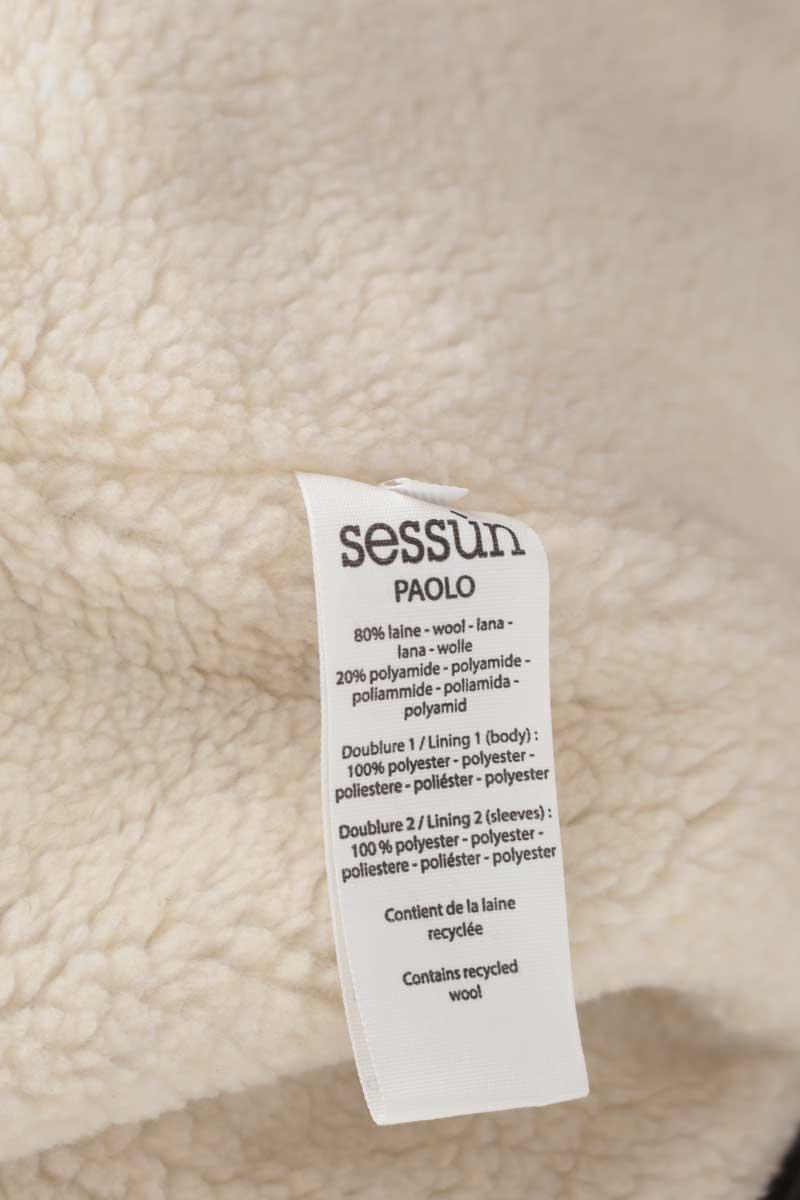 sessùn
PAOLO
80% laine - wool - lana -
lana - wolle
20% polyamide - polyamide -
poliammide - poliamida -
polyamid
Doublure 1 / Lining 1 (body) :
100% polyester - polyester -
poliestere - poliéster - polyester
Doublure 2 / Lining 2 (sleeves) :
100 % polyester - polyester -
poliestere - poliéster - polyester
Contient de la laine
recyclée
Contains recycled
wool